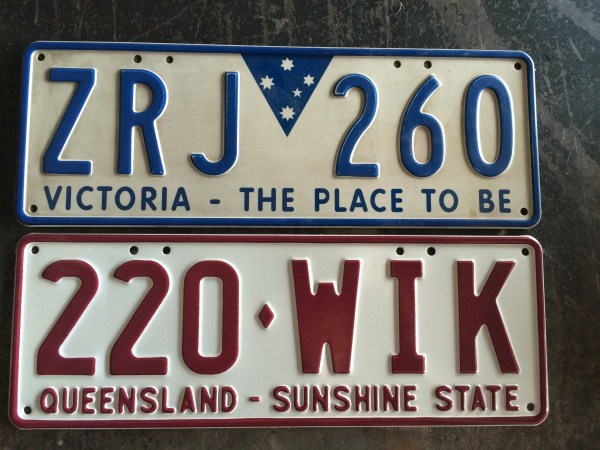 ZRJ 260
VICTORIA - THE PLACE TO BE
220·WIK
QUEENSLAND - SUNSHINE STATE